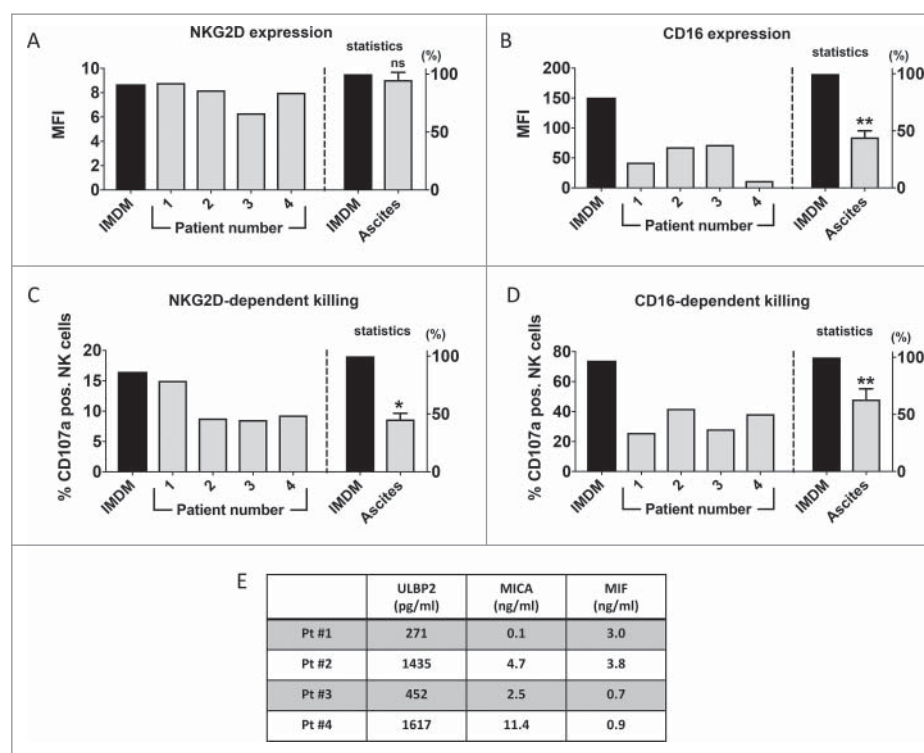 A
NKG2D expression
statistics
(%)
ns
MFI
10
8
6
4
2
0
100
50
0
IMDM
1
2
3
4
Patient number
IMDM
Ascites
B
CD16 expression
statistics
(%)
**
MFI
200
150
100
50
0
100
50
0
IMDM
1
2
3
4
Patient number
IMDM
Ascites
C
NKG2D-dependent killing
statistics
(%)
*
% CD107a pos. NK cells
20
15
10
5
0
100
50
0
IMDM
1
2
3
4
Patient number
IMDM
Ascites
D
CD16-dependent killing
statistics
(%)
**
% CD107a pos. NK cells
80
60
40
20
0
100
50
0
IMDM
1
2
3
4
Patient number
IMDM
Ascites
E
ULBP2 (pg/ml) MICA (ng/ml) MIF (ng/ml)
Pt #1 271 0.1 3.0
Pt #2 1435 4.7 3.8
Pt #3 452 2.5 0.7
Pt #4 1617 11.4 0.9